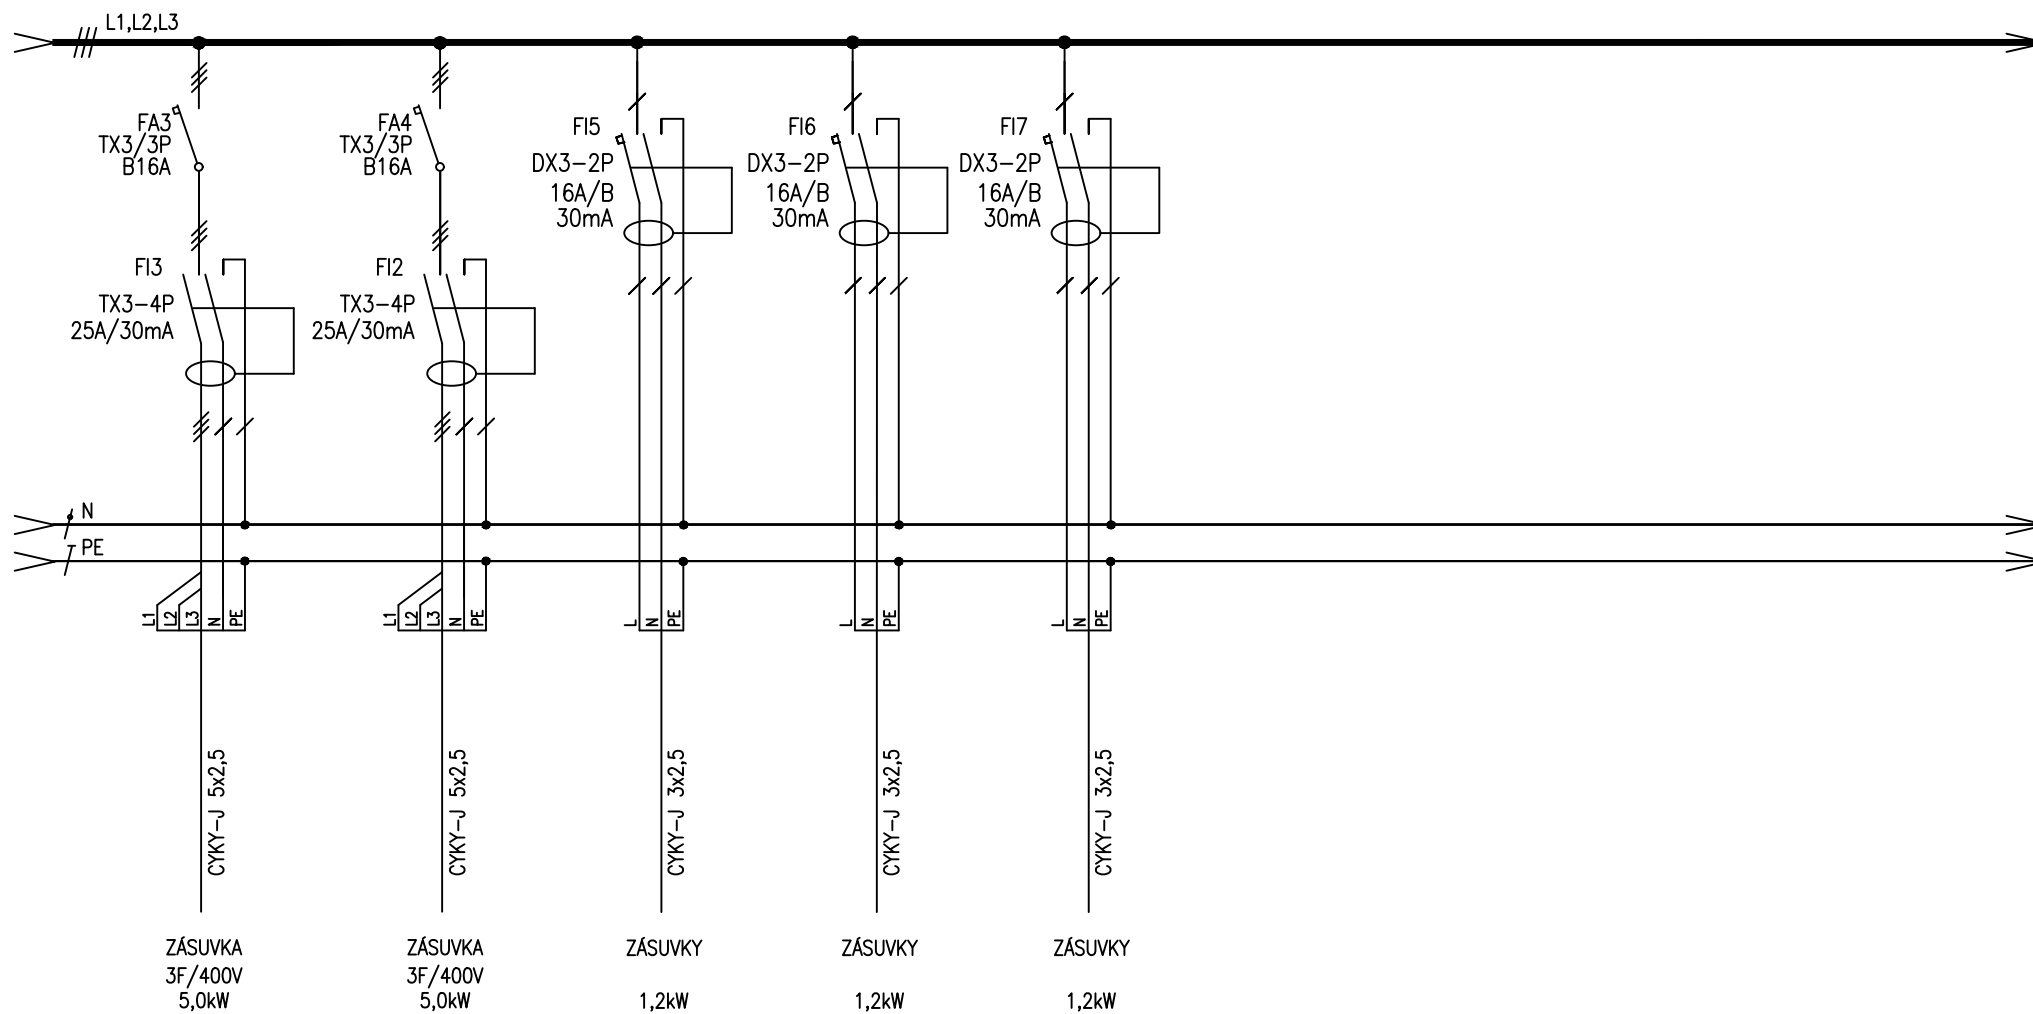 L1,L2,L3
FA3
TX3/3P
B16A
FI3
TX3-4P
25A/30mA
FA4
TX3/3P
B16A
FI2
TX3-4P
25A/30mA
FI5
DX3-2P
16A/B
30mA
FI6
DX3-2P
16A/B
30mA
FI7
DX3-2P
16A/B
30mA
N
PE
L1
L2
L3
N
PE
L1
L2
L3
N
PE
L
N
PE
L
N
PE
L
N
PE
CYKY-J 5x2,5
CYKY-J 5x2,5
CYKY-J 3x2,5
CYKY-J 3x2,5
CYKY-J 3x2,5
ZÁSUVKA
3F/400V
5,0kW
ZÁSUVKA
3F/400V
5,0kW
ZÁSUVKY
1,2kW
ZÁSUVKY
1,2kW
ZÁSUVKY
1,2kW